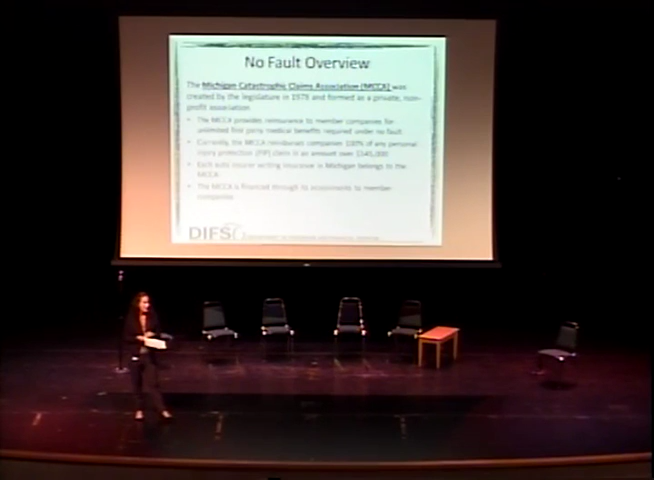 No Fault Overview
The Michigan Catastrophic Claims Association (MCCA) was
created by the legislature in 1978 and formed as a private, non-
profit association
• The MCCA provides reinsurance to member companies for
unlimited first party medical benefits required under no fault.
• Currently, the MCCA reimburses companies 100% of any personal
injury protection (PIP) claim in an amount over $545,000
• Each auto insurer writing insurance in Michigan belongs to the
MCCA
• The MCCA is financed through its assessments to member
companies
DIFS